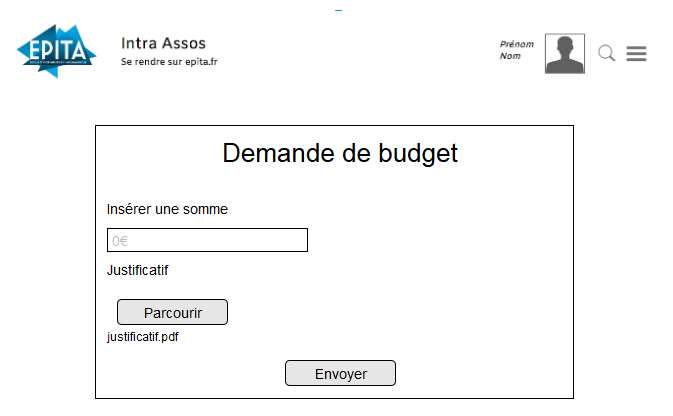 EPITA
Intra Assos
Se rendre sur epita.fr
Prénom
Nom
Demande de budget
Insérer une somme
0€
Justificatif
Parcourir
justificatif.pdf
Envoyer